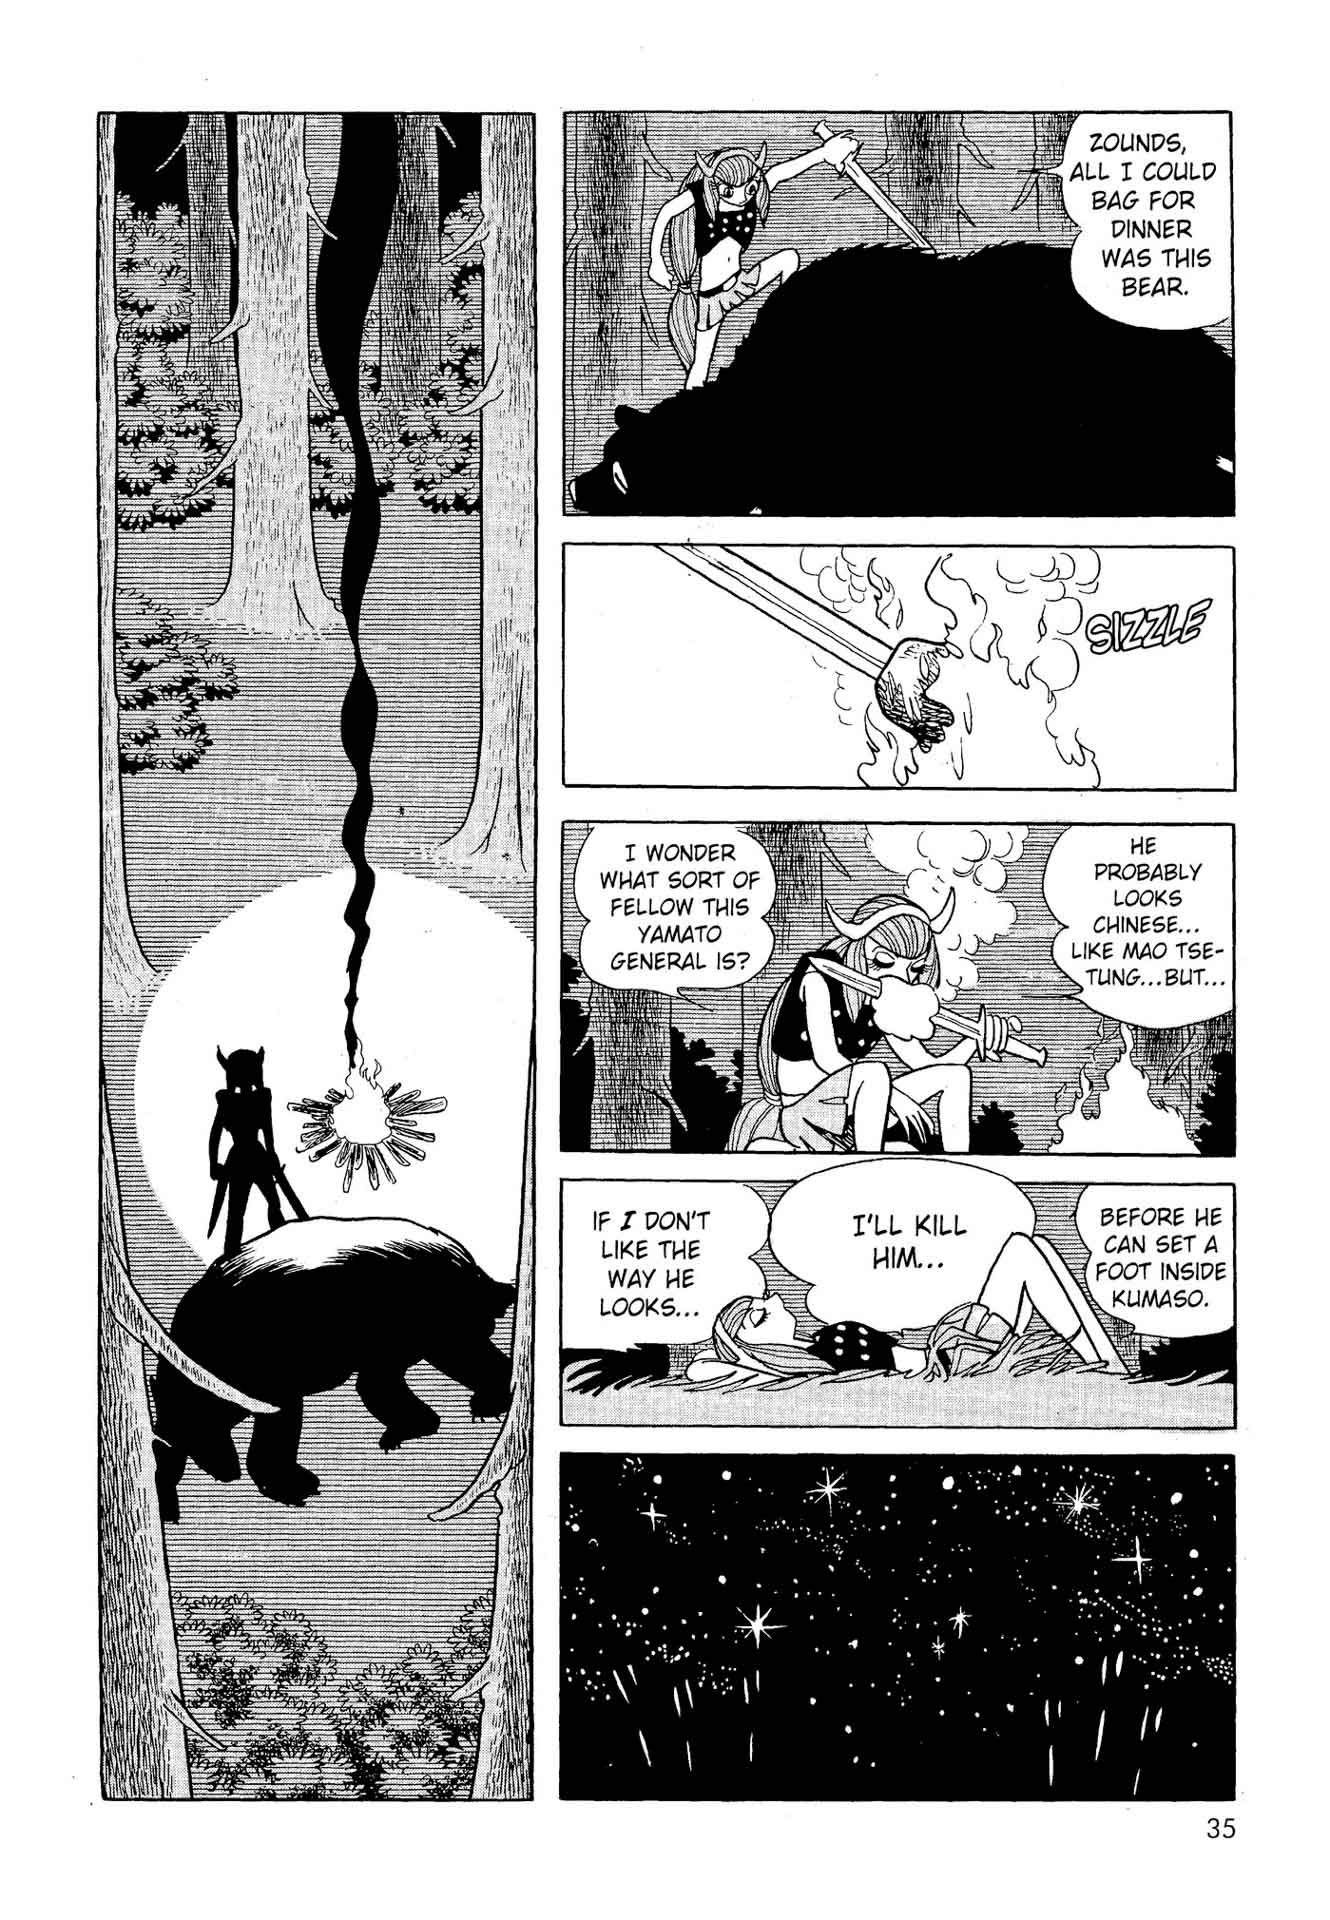 ZOUNDS,
ALL I COULD
BAG FOR
DINNER
WAS THIS
BEAR.
SIZZLE
I WONDER
WHAT SORT OF
FELLOW THIS
YAMATO
GENERAL IS?
HE
PROBABLY
LOOKS
CHINESE...
LIKE MAO TSE-
TUNG...BUT...
IF I DON'T
LIKE THE
WAY HE
LOOKS...
I'LL KILL
HIM...
BEFORE HE
CAN SET A
FOOT INSIDE
KUMASO.
35